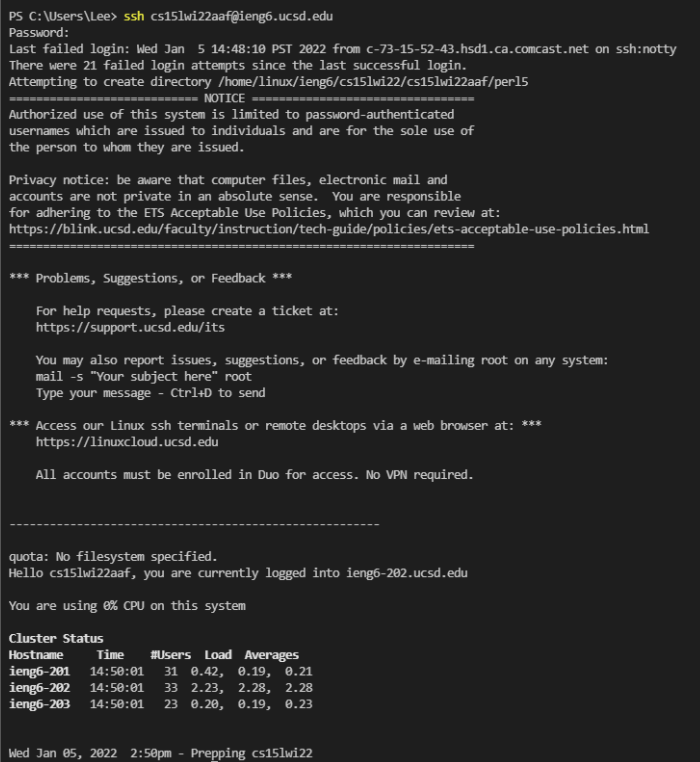 PS C:\Users\Lee> ssh cs15lwi22aaf@ieng6.ucsd.edu
Password:
Last failed login: Wed Jan  5 14:48:10 PST 2022 from c-73-15-52-43.hsd1.ca.comcast.net on ssh:notty
There were 21 failed login attempts since the last successful login.
Attempting to create directory /home/linux/ieng6/cs15lwi22/cs15lwi22aaf/perl5
============================ NOTICE =================================
Authorized use of this system is limited to password-authenticated
usernames which are issued to individuals and are for the sole use of
the person to whom they are issued.

Privacy notice: be aware that computer files, electronic mail and
accounts are not private in an absolute sense.  You are responsible
for adhering to the ETS Acceptable Use Policies, which you can review at:
https://blink.ucsd.edu/faculty/instruction/tech-guide/policies/ets-acceptable-use-policies.html
=====================================================================

*** Problems, Suggestions, or Feedback ***

    For help requests, please create a ticket at:
    https://support.ucsd.edu/its

    You may also report issues, suggestions, or feedback by e-mailing root on any system:
    mail -s "Your subject here" root
    Type your message - Ctrl+D to send

*** Access our Linux ssh terminals or remote desktops via a web browser at: ***
    https://linuxcloud.ucsd.edu

    All accounts must be enrolled in Duo for access. No VPN required.

-------------------------------------------------------

quota: No filesystem specified.
Hello cs15lwi22aaf, you are currently logged into ieng6-202.ucsd.edu

You are using 0% CPU on this system

Cluster Status
Hostname     Time    #Users  Load  Averages
ieng6-201   14:50:01   31  0.42,  0.19,  0.21
ieng6-202   14:50:01   33  2.23,  2.28,  2.28
ieng6-203   14:50:01   23  0.20,  0.19,  0.23

Wed Jan 05, 2022  2:50pm - Prepping cs15lwi22